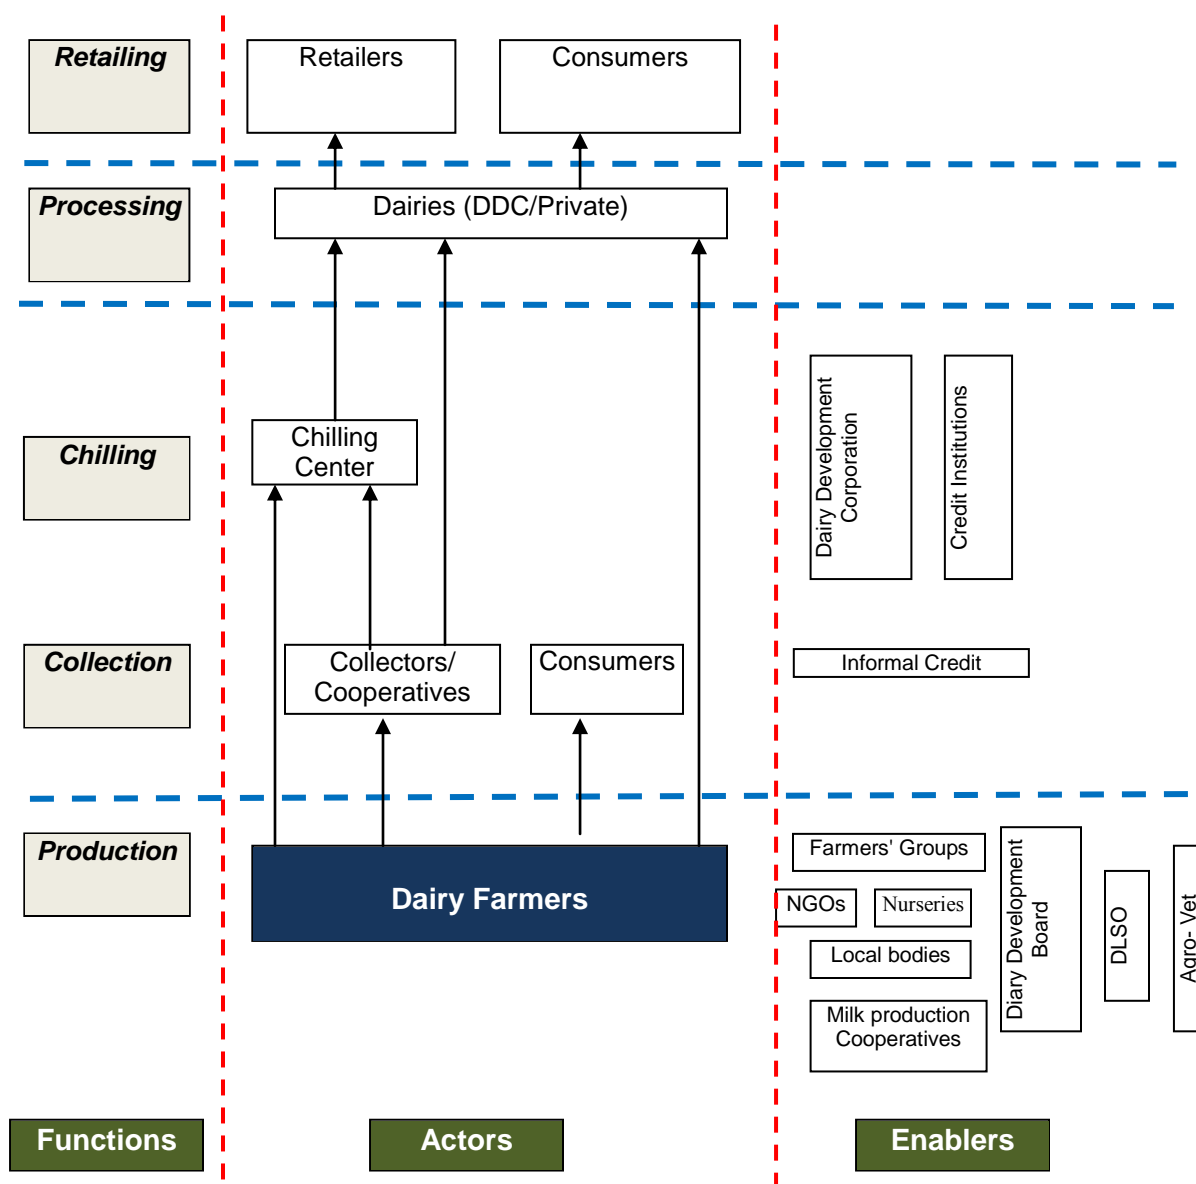 Retailing
Retailers
Consumers
Processing
Dairies (DDC/Private)
Chilling
Chilling
Center
Dairy Development
Corporation
Credit Institutions
Collection
Collectors/
Cooperatives
Consumers
Informal Credit
Production
Dairy Farmers
Farmers' Groups
NGOs
Nurseries
Local bodies
Milk production
Cooperatives
Diary Development
Board
DLSO
Agro- Vet
Functions
Actors
Enablers